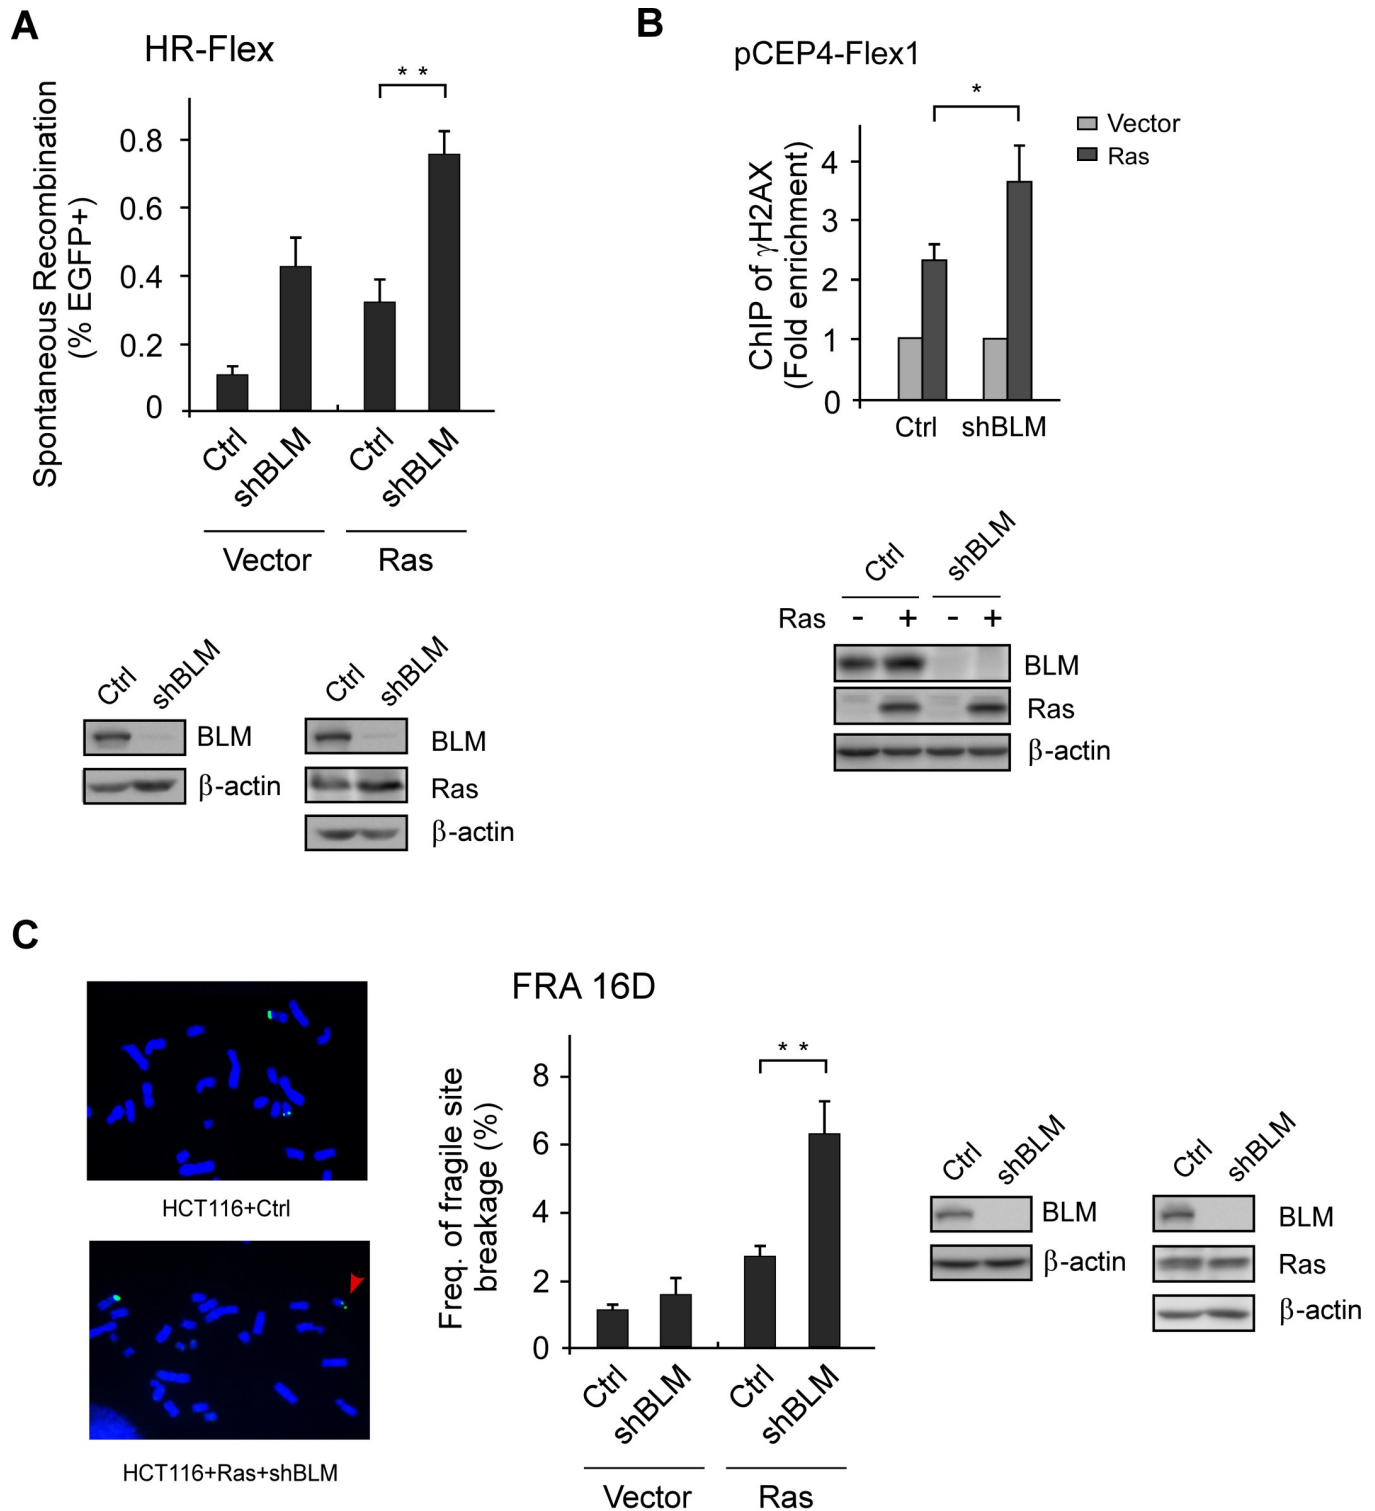 A
HR-Flex
* *
Spontaneous Recombination
(% EGFP+)
0.8
0.6
0.4
0.2
0
Ctrl
shBLM
Ctrl
shBLM
Vector
Ras
Ctrl
shBLM
BLM
β-actin
Ctrl
shBLM
BLM
Ras
β-actin
B
pCEP4-Flex1
*
Vector
Ras
ChIP of γH2AX
(Fold enrichment)
4
3
2
1
0
Ctrl
shBLM
Ctrl
shBLM
Ras - + - +
BLM
Ras
β-actin
C
HCT116+Ctrl
HCT116+Ras+shBLM
FRA 16D
* *
Freq. of fragile site
breakage (%)
8
6
4
2
0
Ctrl
shBLM
Ctrl
shBLM
Vector
Ras
Ctrl
shBLM
BLM
β-actin
Ctrl
shBLM
BLM
Ras
β-actin